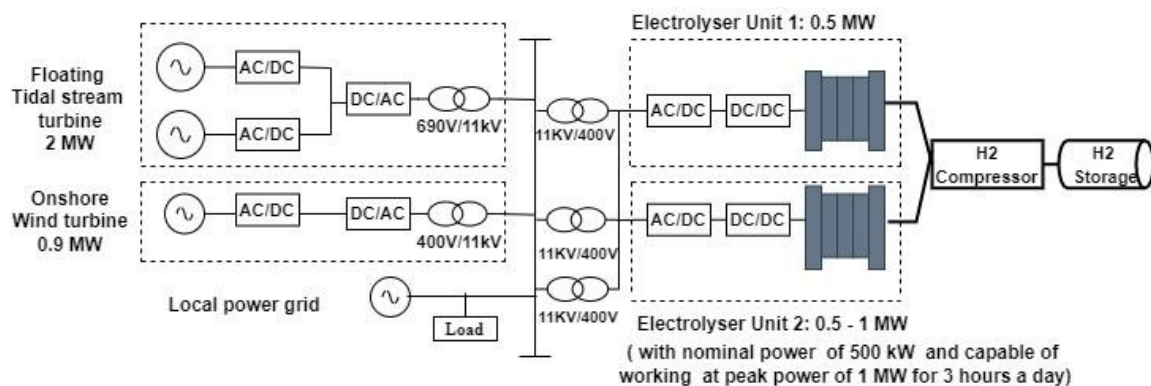 Floating
Tidal stream
turbine
2 MW
AC/DC
AC/DC
DC/AC
690V/11kV
Onshore
Wind turbine
0.9 MW
AC/DC
DC/AC
400V/11kV
Local power grid
Load
11KV/400V
11KV/400V
11KV/400V
Electrolyser Unit 1: 0.5 MW
AC/DC
DC/DC
AC/DC
DC/DC
H2
Compressor
H2
Storage
Electrolyser Unit 2: 0.5 - 1 MW
( with nominal power of 500 kW and capable of
working at peak power of 1 MW for 3 hours a day)